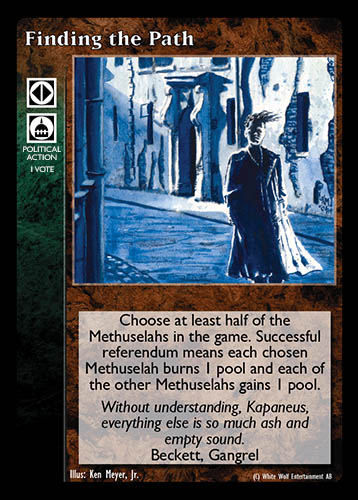 Finding the Path
POLITICAL
ACTION
1 VOTE
Choose at least half of the
Methuselahs in the game. Successful
referendum means each chosen
Methuselah burns 1 pool and each of
the other Methuselahs gains 1 pool.
Without understanding, Kapaneus,
everything else is so much ash and
empty sound.
Beckett, Gangrel
Illus: Ken Meyer, Jr.
(C) White Wolf Entertainment AB